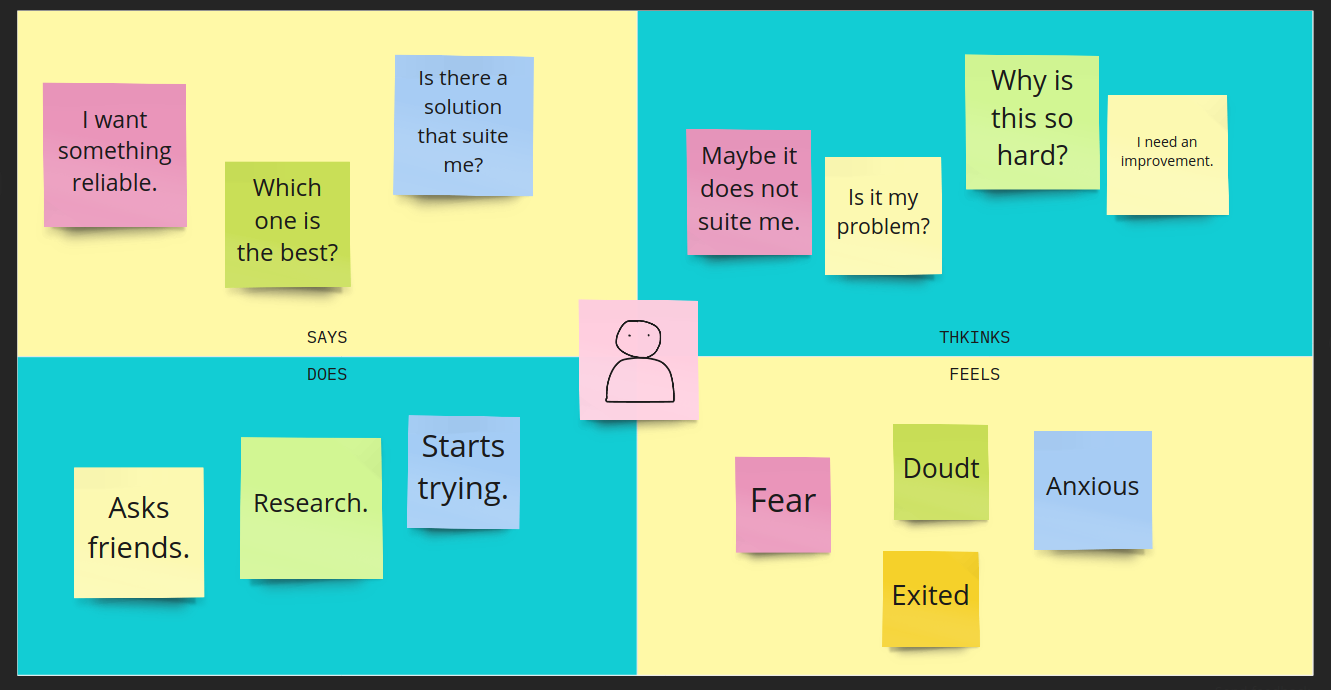 I want
something
reliable.
Which
one is
the best?
Is there a
solution
that suite
me?
SAYS
Maybe it
does not
suite me.
Is it my
problem?
Why is
this so
hard?
I need an
improvement.
THKINKS
DOES
Asks
friends.
Research.
Starts
trying.
FEELS
Fear
Doudt
Anxious
Exited